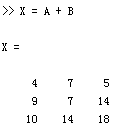 >> X = A + B
X =
4 7 5
9 7 14
10 14 18